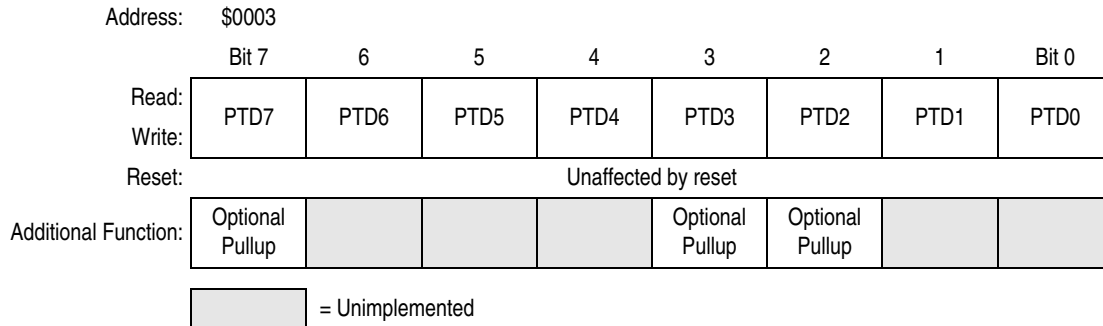 Address: $0003
Bit 7 6 5 4 3 2 1 Bit 0
Read: PTD7 PTD6 PTD5 PTD4 PTD3 PTD2 PTD1 PTD0
Write:
Reset: Unaffected by reset
Additional Function: Optional Pullup Optional Pullup Optional Pullup
= Unimplemented